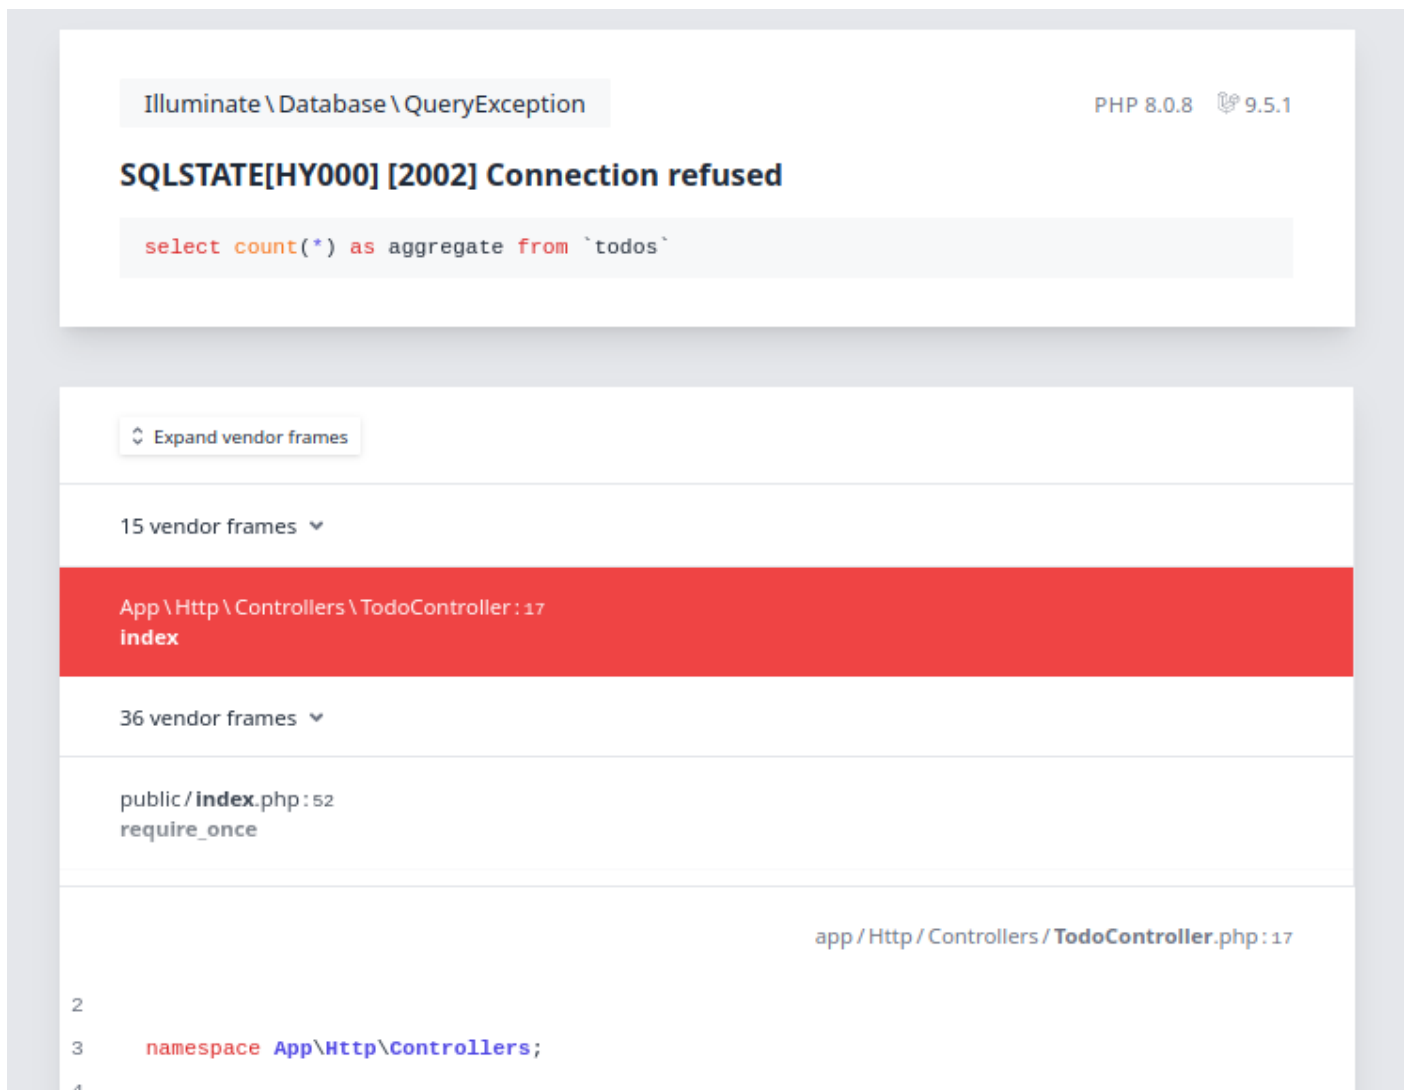 Illuminate\Database\QueryException
PHP 8.0.8 9.5.1
SQLSTATE[HY000] [2002] Connection refused
select count(*) as aggregate from `todos`
Expand vendor frames
15 vendor frames
App\Http\Controllers\TodoController:17
index
36 vendor frames
public/index.php:52
require_once
app/Http/Controllers/TodoController.php:17
2
3 namespace App\Http\Controllers;